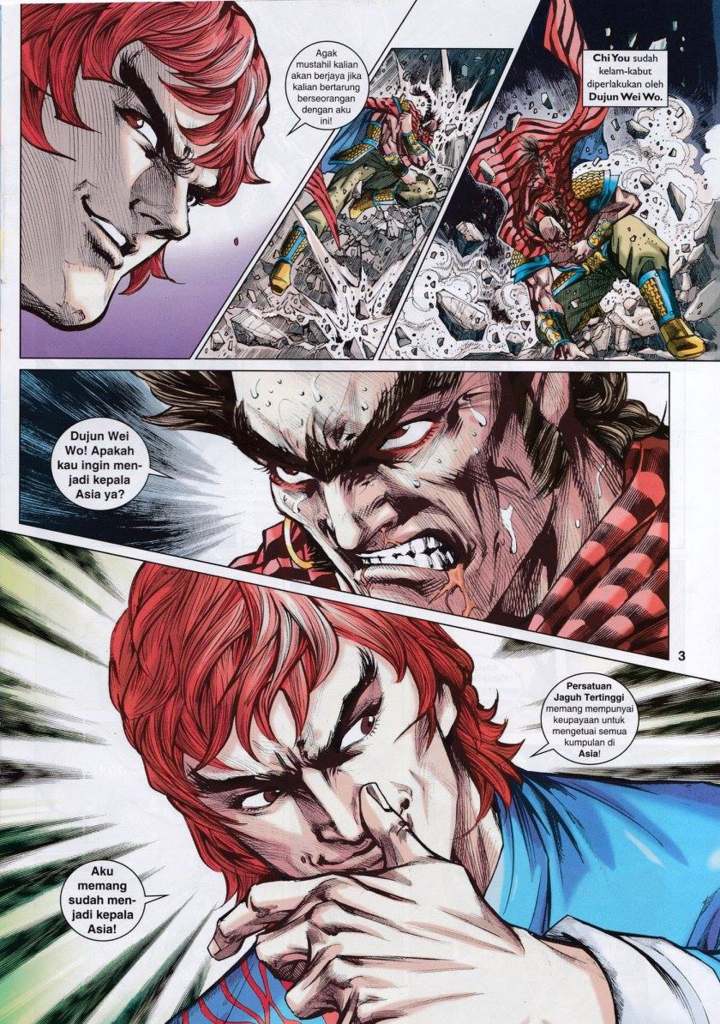 Agak
mustahil kalian
akan berjaya jika
kalian bertarung
berseorangan
dengan aku
ini!
Chi You sudah
kelam-kabut
diperlakukan oleh
Dujun Wei Wo.
Dujun Wei
Wo! Apakah
kau ingin men-
jadi kepala
Asia ya?
3
Persatuan
Jaguh Tertinggi
memang mempunyai
keupayaan untuk
mengetuai semua
kumpulan di
Asia!
Aku
memang
sudah men-
jadi kepala
Asia!